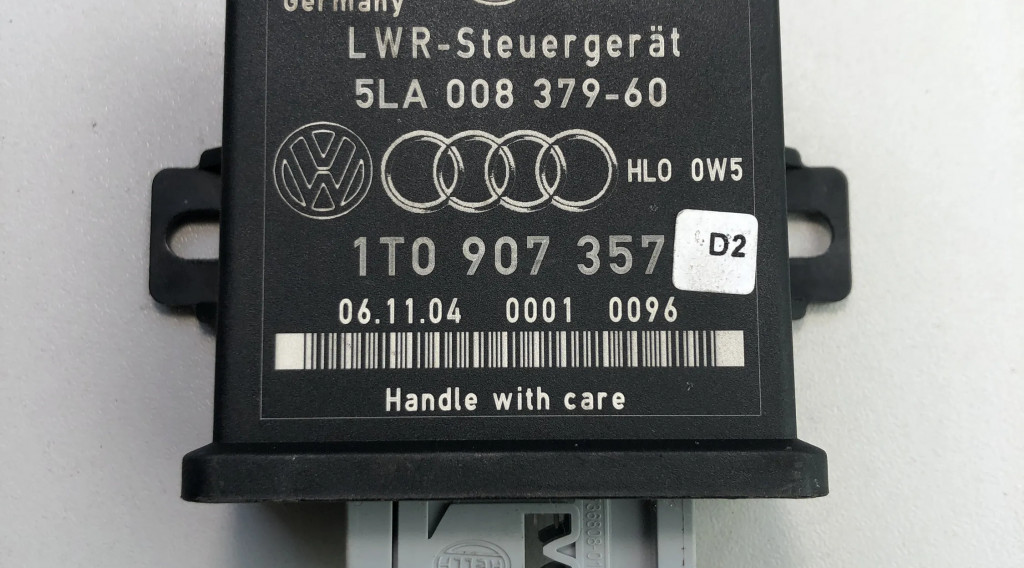 Germany
LWR-Steuergerät
5LA 008 379-60
HLO 0W5
1T0 907 357
D2
06.11.04 0001 0096
Handle with care